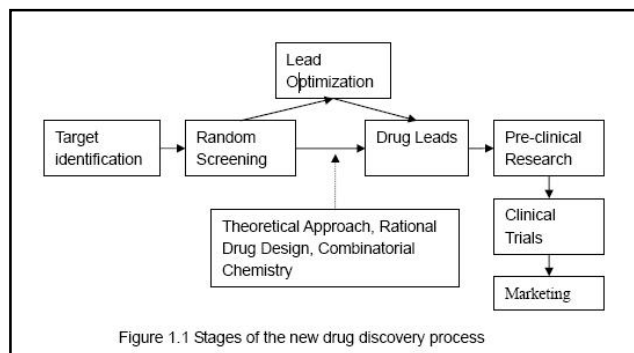 Lead
Optimization
Target
identification
Random
Screening
Drug Leads
Pre-clinical
Research
Theoretical Approach, Rational
Drug Design, Combinatorial
Chemistry
Clinical
Trials
Marketing
Figure 1.1 Stages of the new drug discovery process